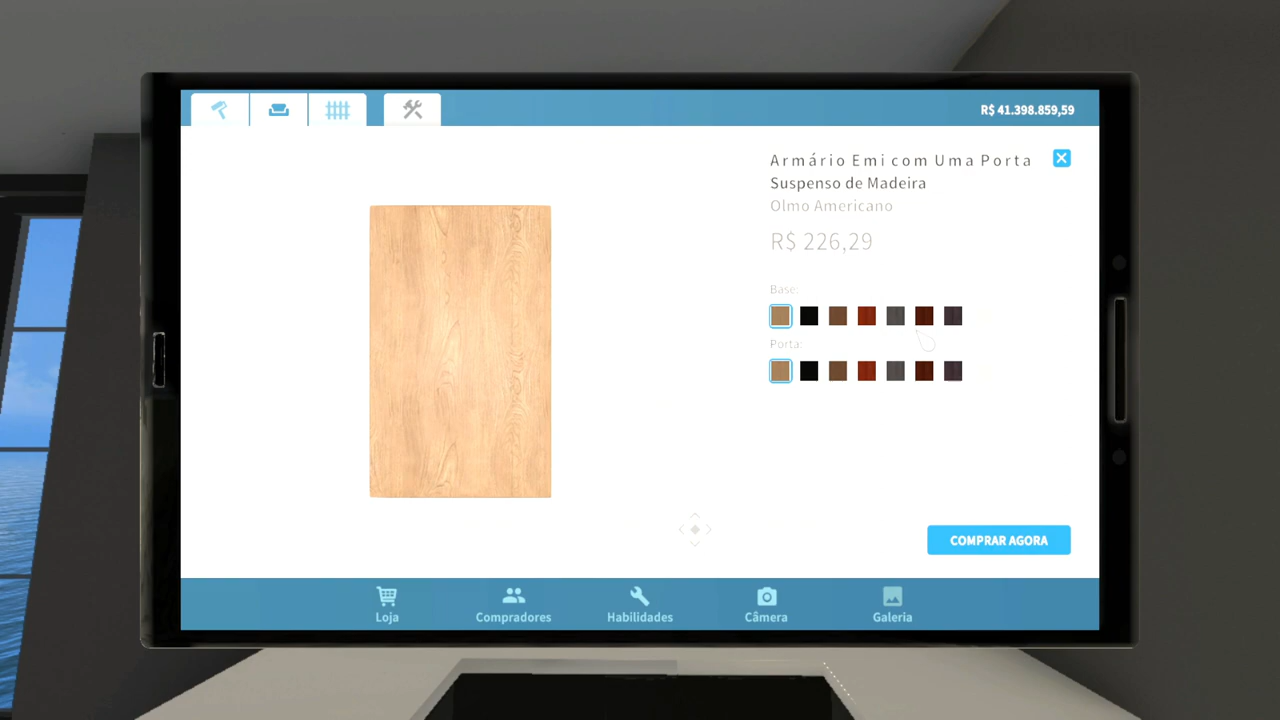 R$ 41.398.859,59
Armário Emi com Uma Porta
Suspenso de Madeira
Olmo Americano
R$ 226,29
Base:
Porta:
COMPRAR AGORA
Loja
Compradores
Habilidades
Câmera
Galeria